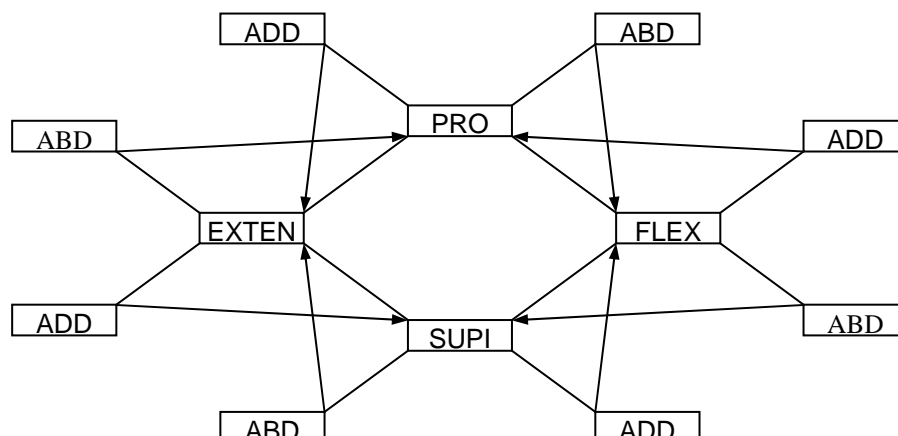 ADD
ABD
PRO
ABD
ADD
EXTEN
FLEX
ADD
SUPI
ABD
ABD
ADD